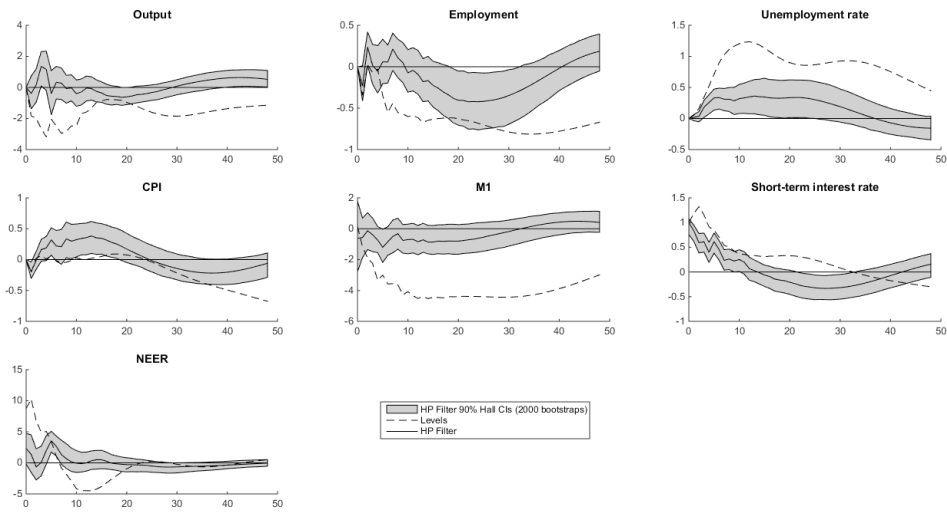 Output
Employment
Unemployment rate
4
2
0
-2
-4
0 10 20 30 40 50
0.5
0
-0.5
-1
0 10 20 30 40 50
1.5
1
0.5
0
-0.5
0 10 20 30 40 50
CPI
M1
Short-term interest rate
1
0.5
0
-0.5
-1
0 10 20 30 40 50
2
0
-2
-4
-6
0 10 20 30 40 50
1.5
1
0.5
0
-0.5
-1
0 10 20 30 40 50
NEER
15
10
5
0
-5
0 10 20 30 40 50
HP Filter 90% Hall CIs (2000 bootstraps)
Levels
HP Filter